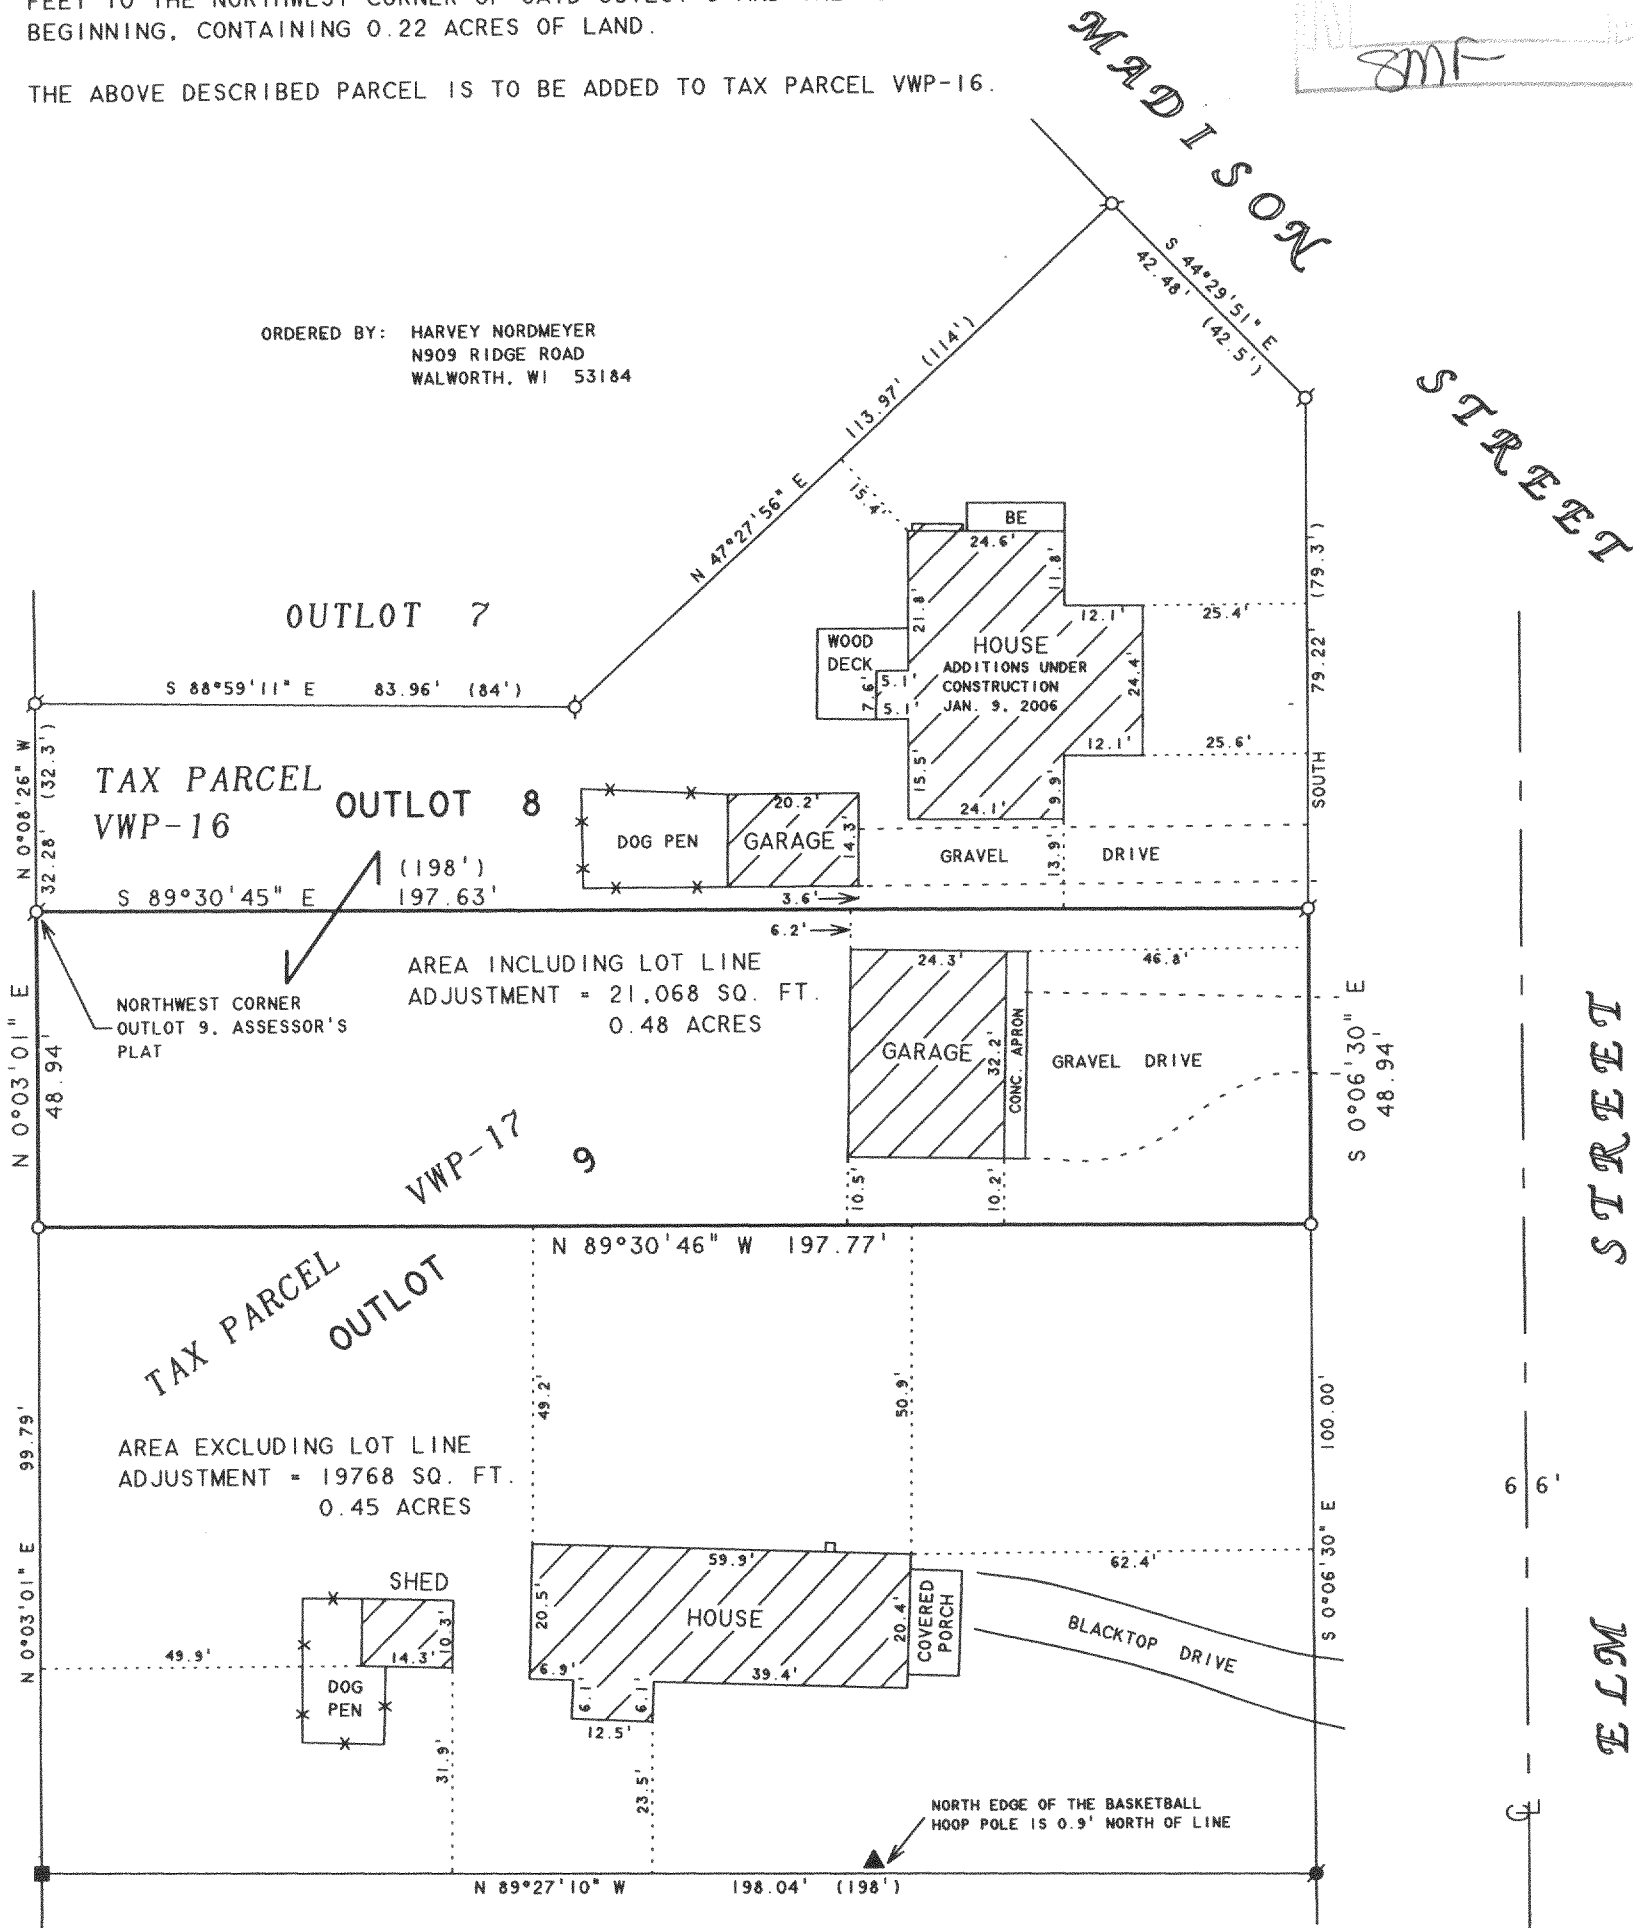 BEGINNING, CONTAINING 0.22 ACRES OF LAND.
THE ABOVE DESCRIBED PARCEL IS TO BE ADDED TO TAX PARCEL VWP-16.
SMF
MADISON STREET
ORDERED BY: HARVEY NORDMEYER
N909 RIDGE ROAD
WALWORTH, WI 53184
S 44°29'51" E
42.48' (42.5')
113.97' (114')
N 47°27'56" E
15.4'
BE
24.6'
11.8'
21.8'
12.1'
25.4'
(79.3')
79.22'
SOUTH
OUTLOT 7
WOOD
DECK
HOUSE
ADDITIONS UNDER
CONSTRUCTION
JAN. 9, 2006
5.1'
7.6'
5.1'
24.4'
12.1'
25.6'
15.5'
9.9'
24.1'
S 88°59'11" E 83.96' (84')
N 0°08'26" W
32.28' (32.3')
TAX PARCEL
VWP-16
OUTLOT 8
20.2'
DOG PEN
GARAGE
14.3'
GRAVEL DRIVE
13.9'
(198')
S 89°30'45" E 197.63'
3.6'
6.2'
AREA INCLUDING LOT LINE
ADJUSTMENT = 21,068 SQ. FT.
0.48 ACRES
NORTHWEST CORNER
OUTLOT 9, ASSESSOR'S
PLAT
N 0°03'01" E
48.94'
24.3'
46.8'
GARAGE
32.2'
CONC. APRON
GRAVEL DRIVE
S 0°06'30" E
48.94'
10.5'
10.2'
TAX PARCEL VWP-17
OUTLOT 9
N 89°30'46" W 197.77'
49.2'
50.9'
99.79'
N 0°03'01" E
100.00'
S 0°06'30" E
AREA EXCLUDING LOT LINE
ADJUSTMENT = 19768 SQ. FT.
0.45 ACRES
66'
ELM STREET
59.9'
62.4'
SHED
10.3'
14.3'
49.9'
DOG
PEN
20.5'
HOUSE
20.4'
COVERED
PORCH
BLACKTOP DRIVE
6.9'
39.4'
6.1'
6.1'
12.5'
31.9'
23.5'
NORTH EDGE OF THE BASKETBALL
HOOP POLE IS 0.9' NORTH OF LINE
N 89°27'10" W 198.04' (198')